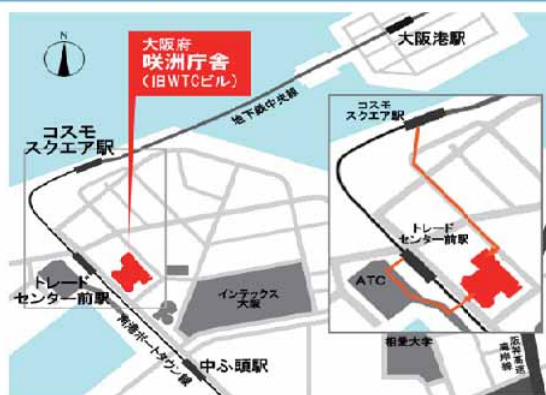 N
大阪府
咲洲庁舎
(旧WTCビル)
大阪港駅
地下鉄中央線
コスモ
スクエア駅
トレード
センター前駅
インテックス
大阪
南港ポートタウン線
中ふ頭駅
コスモ
スクエア駅
トレード
センター前駅
ATC
相愛大学
阪神高速
湾岸線